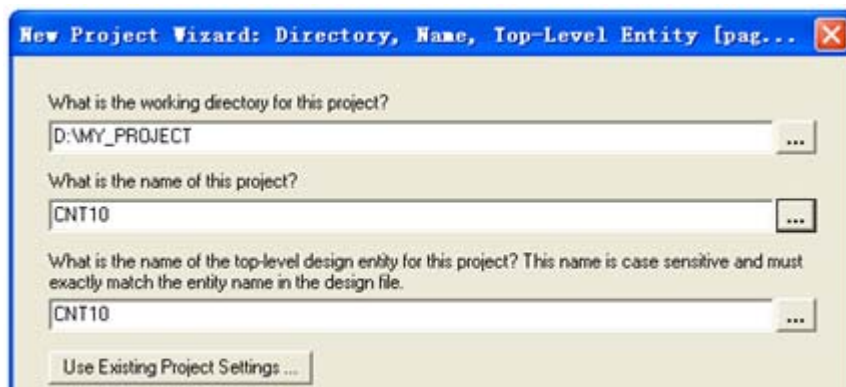 New Project Wizard: Directory, Name, Top-Level Entity [pag...
What is the working directory for this project?
D:\MY_PROJECT
...
What is the name of this project?
CNT10
...
What is the name of the top-level design entity for this project? This name is case sensitive and must
exactly match the entity name in the design file.
CNT10
...
Use Existing Project Settings ...